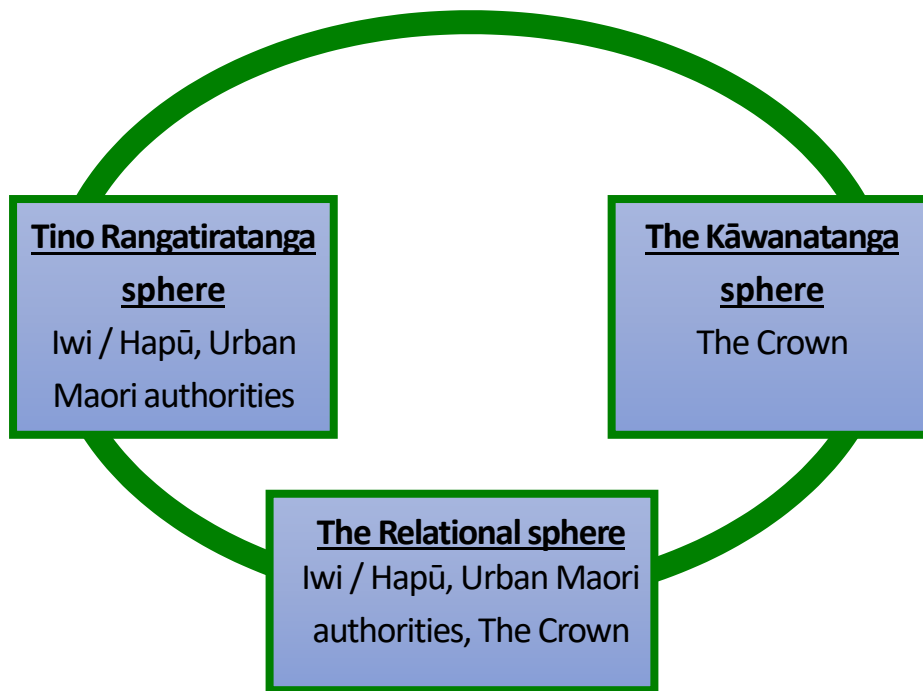 Tino Rangatiratanga
sphere
Iwi / Hapū, Urban
Maori authorities
The Kāwanatanga
sphere
The Crown
The Relational sphere
Iwi / Hapū, Urban Maori
authorities, The Crown